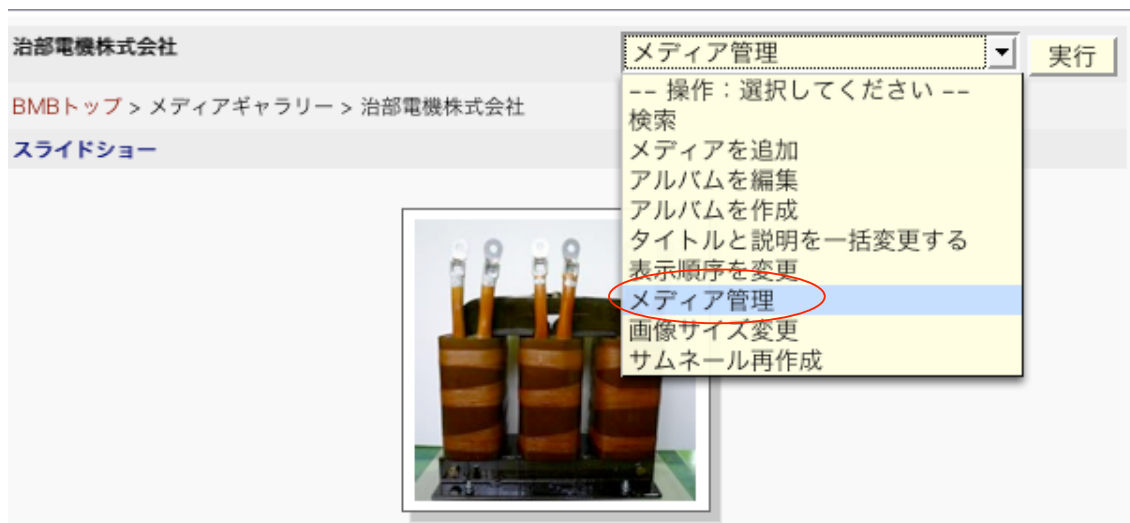 治部電機株式会社
メディア管理
実行
BMBトップ > メディアギャラリー > 治部電機株式会社
スライドショー
-- 操作：選択してください --
検索
メディアを追加
アルバムを編集
アルバムを作成
タイトルと説明を一括変更する
表示順序を変更
メディア管理
画像サイズ変更
サムネール再作成